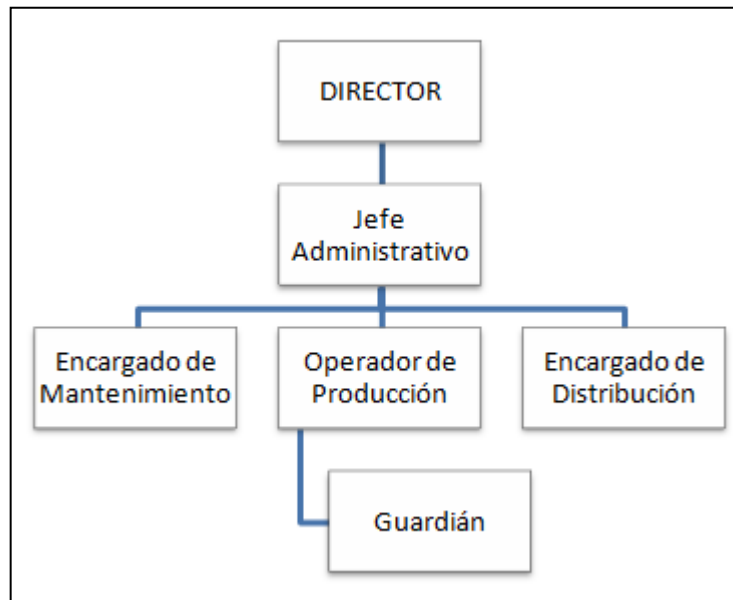 DIRECTOR
Jefe
Administrativo
Encargado de
Mantenimiento
Operador de
Producción
Encargado de
Distribución
Guardián